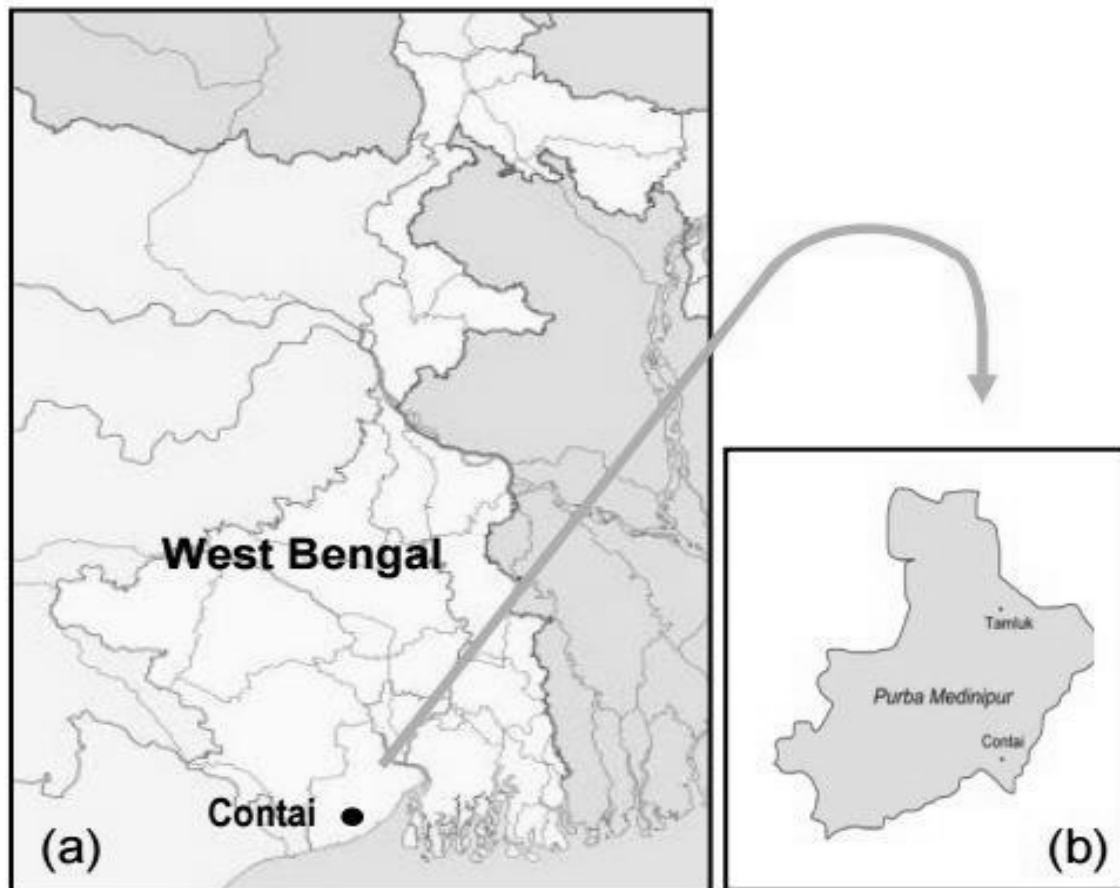 West Bengal
Contai
(a)
Tamluk
Purba Medinipur
Contai
(b)